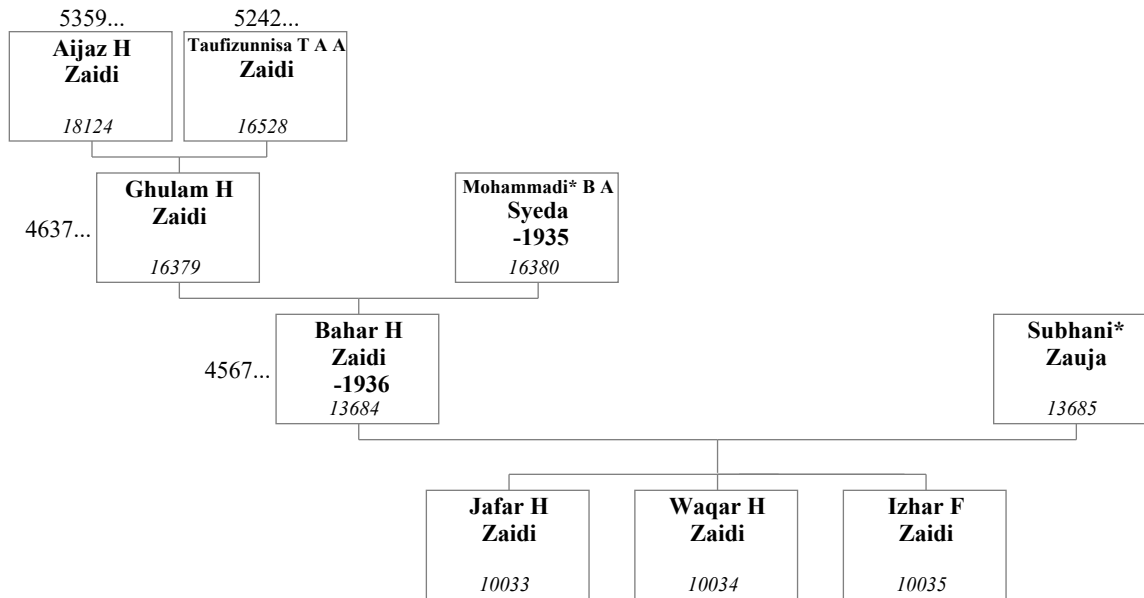 5359...
5242...
Aijaz H
Zaidi
18124
Taufizunnisa T A A
Zaidi
16528
4637...
Ghulam H
Zaidi
16379
Mohammadi* B A
Syeda
-1935
16380
4567...
Bahar H
Zaidi
-1936
13684
Subhani*
Zauja
13685
Jafar H
Zaidi
10033
Waqar H
Zaidi
10034
Izhar F
Zaidi
10035